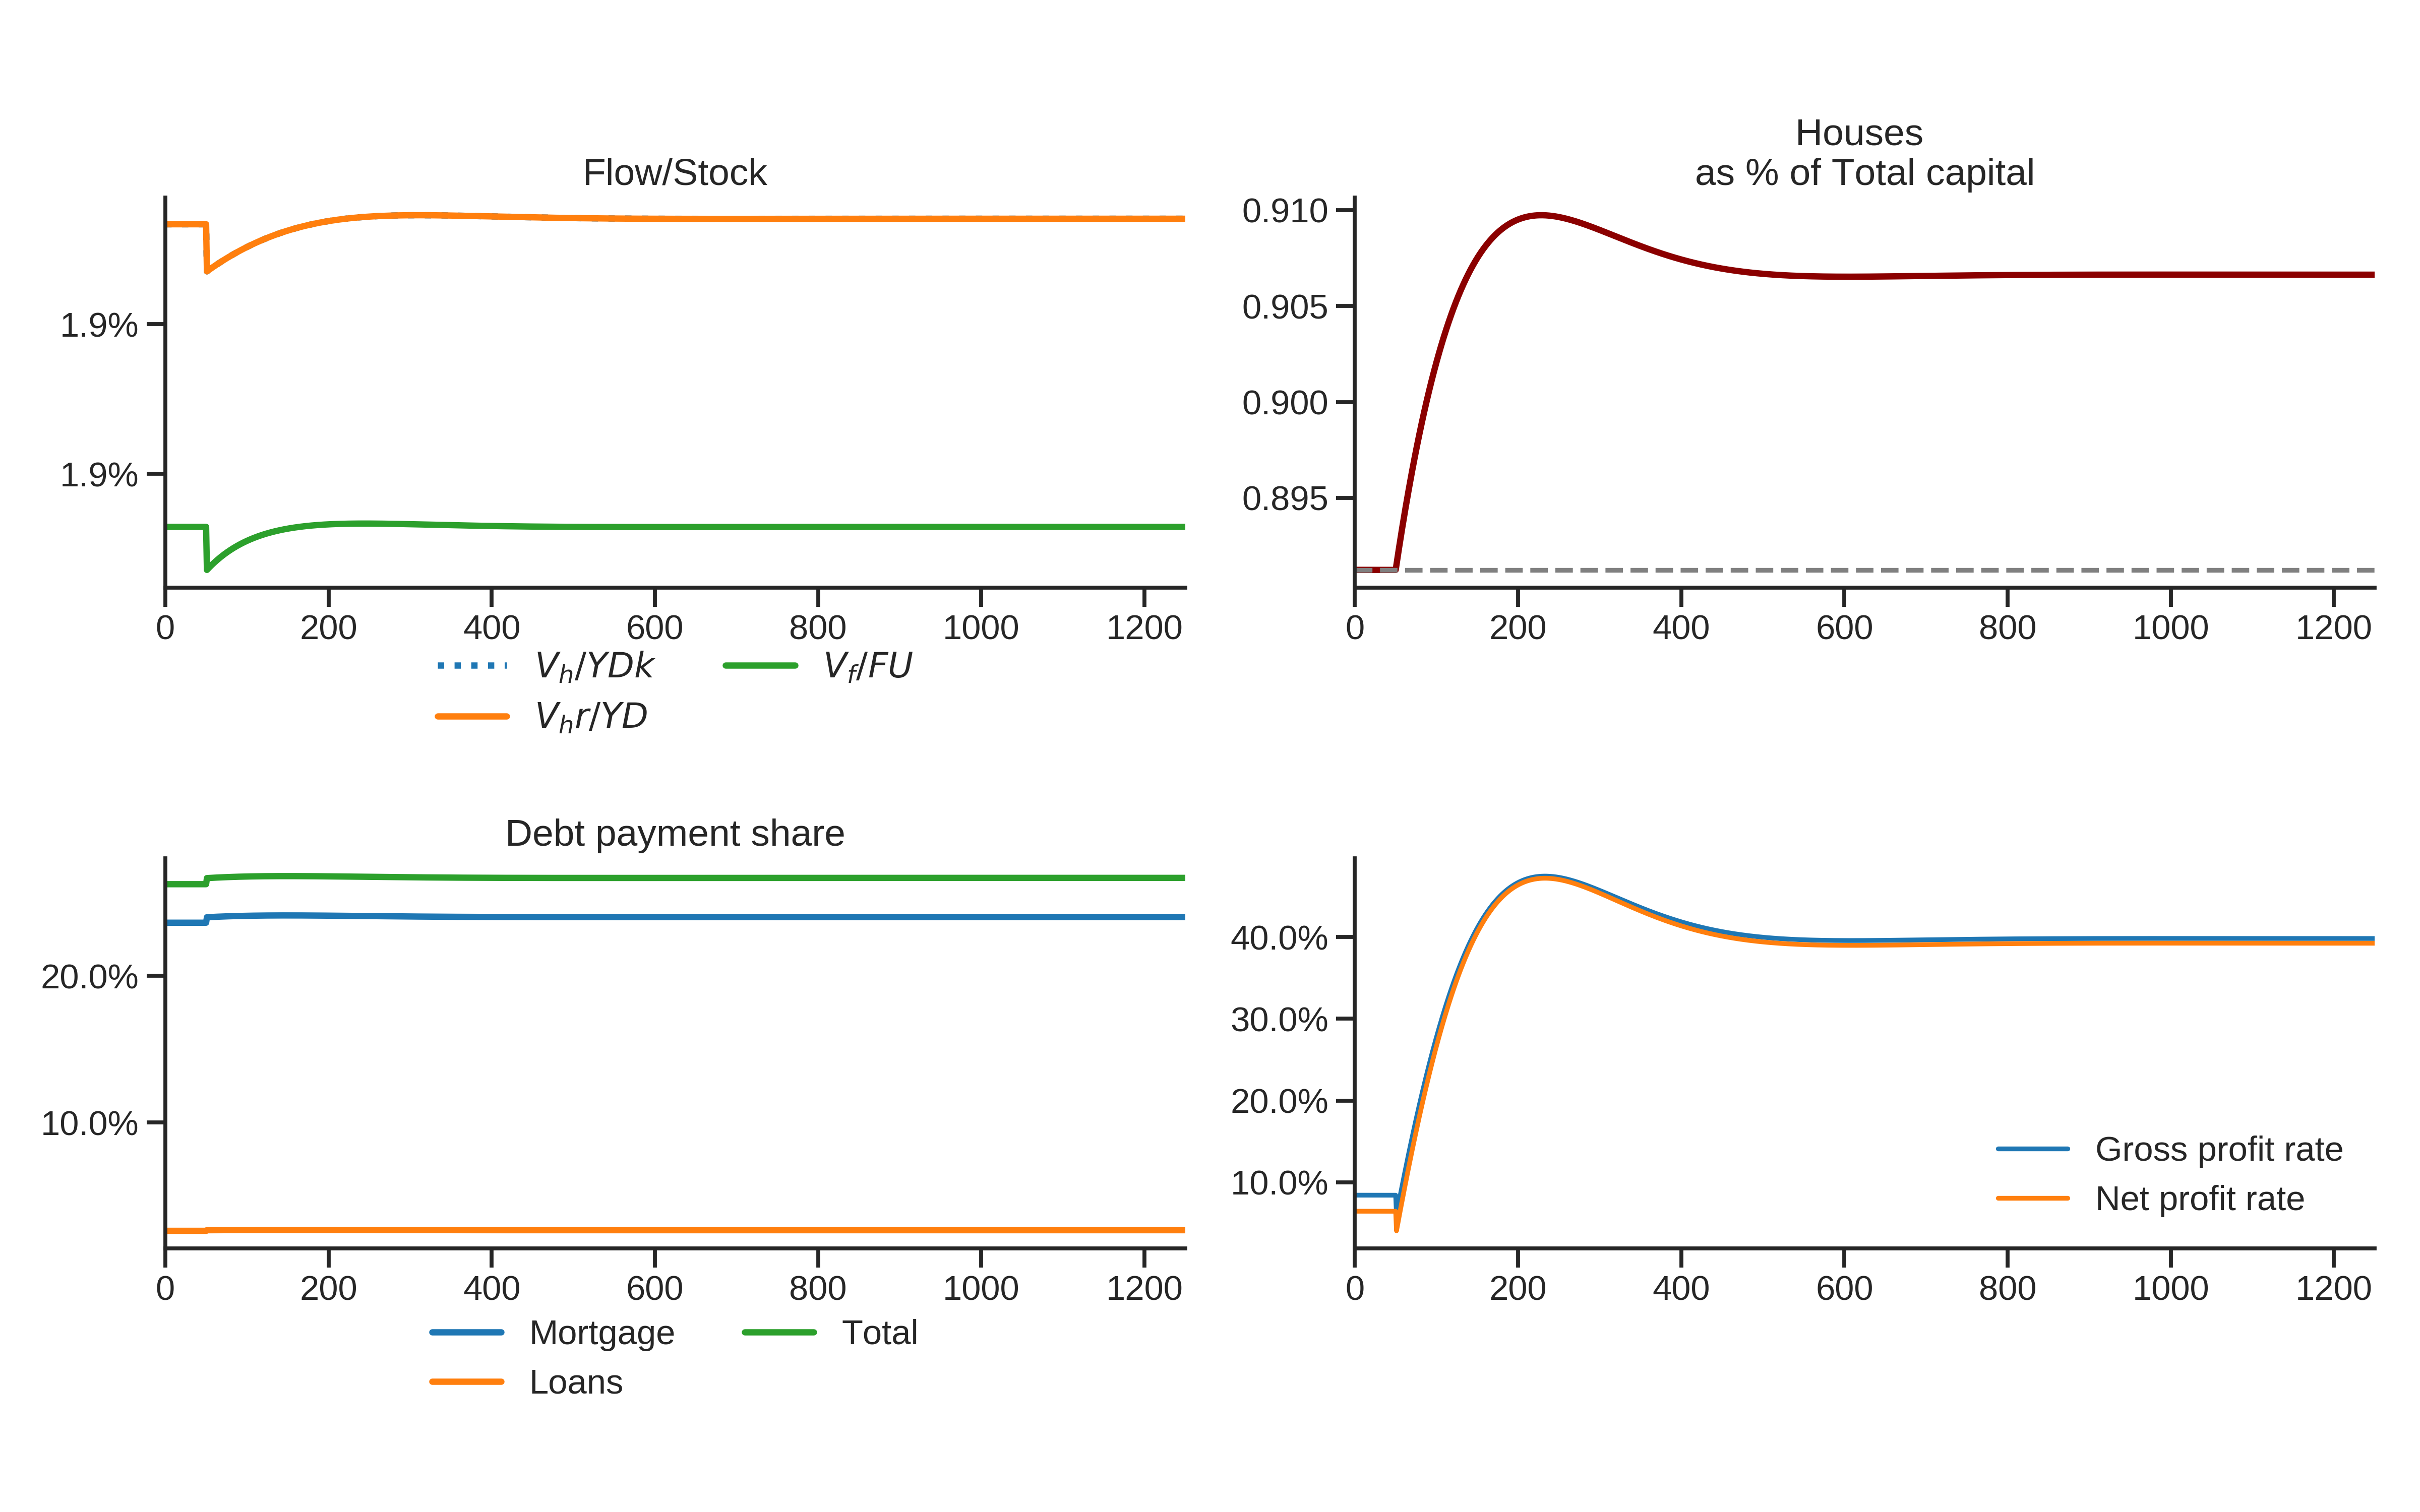 Flow/Stock
1.9%
1.9%
0 200 400 600 800 1000 1200
V_h/YDk V_f/FU
V_hr/YD
Houses
as % of Total capital
0.910
0.905
0.900
0.895
0 200 400 600 800 1000 1200
Debt payment share
20.0%
10.0%
0 200 400 600 800 1000 1200
Mortgage Total
Loans
40.0%
30.0%
20.0%
10.0%
Gross profit rate
Net profit rate
0 200 400 600 800 1000 1200